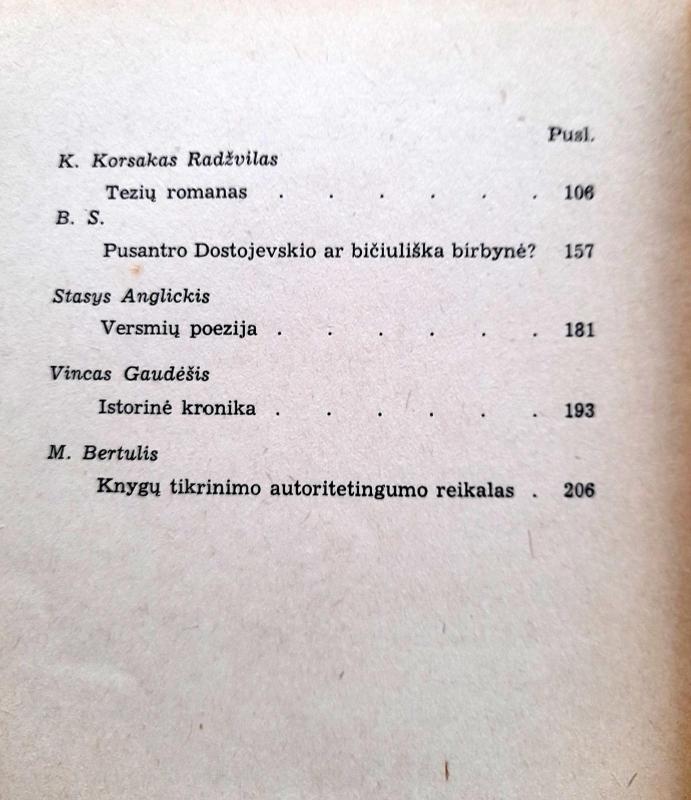 Pusl.
K. Korsakas Radžvilas
Tezių romanas . . . . . . 106
B. S.
Pusantro Dostojevskio ar bičiuliška birbynė? 157
Stasys Anglickis
Versmių poezija . . . . . . 181
Vincas Gaudėšis
Istorinė kronika . . . . . . 193
M. Bertulis
Knygų tikrinimo autoritetingumo reikalas . 206